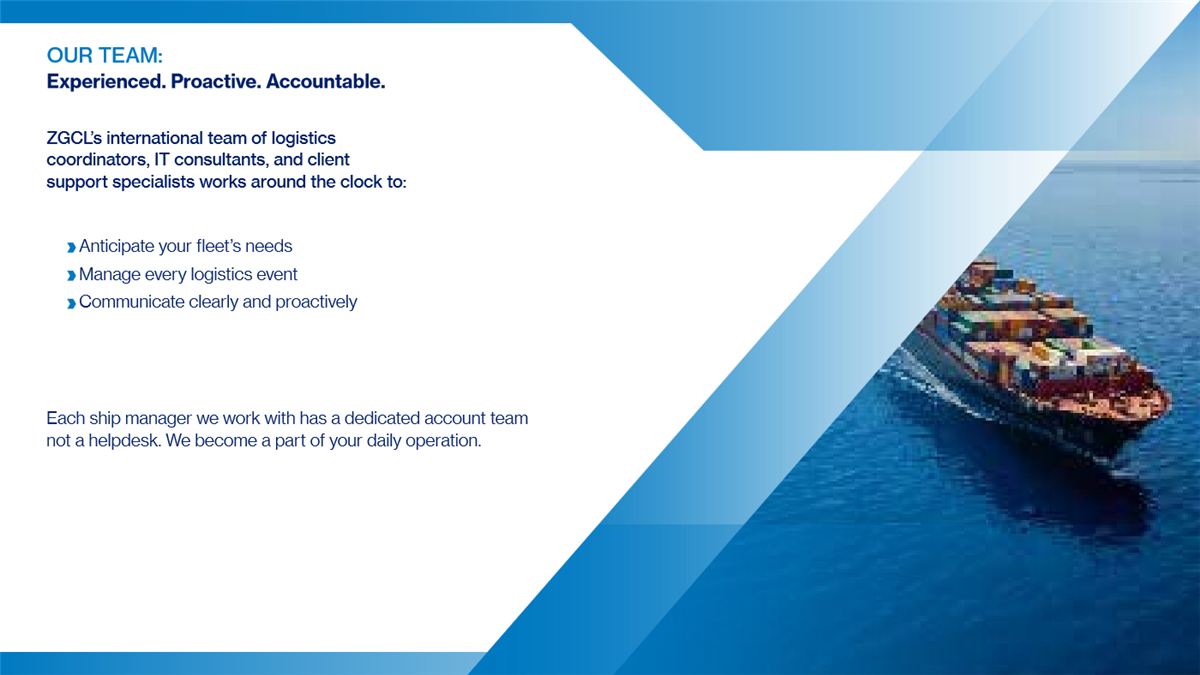 OUR TEAM:
Experienced. Proactive. Accountable.
ZGCL's international team of logistics
coordinators, IT consultants, and client
support specialists works around the clock to:
Anticipate your fleet's needs
Manage every logistics event
Communicate clearly and proactively
Each ship manager we work with has a dedicated account team
not a helpdesk. We become a part of your daily operation.